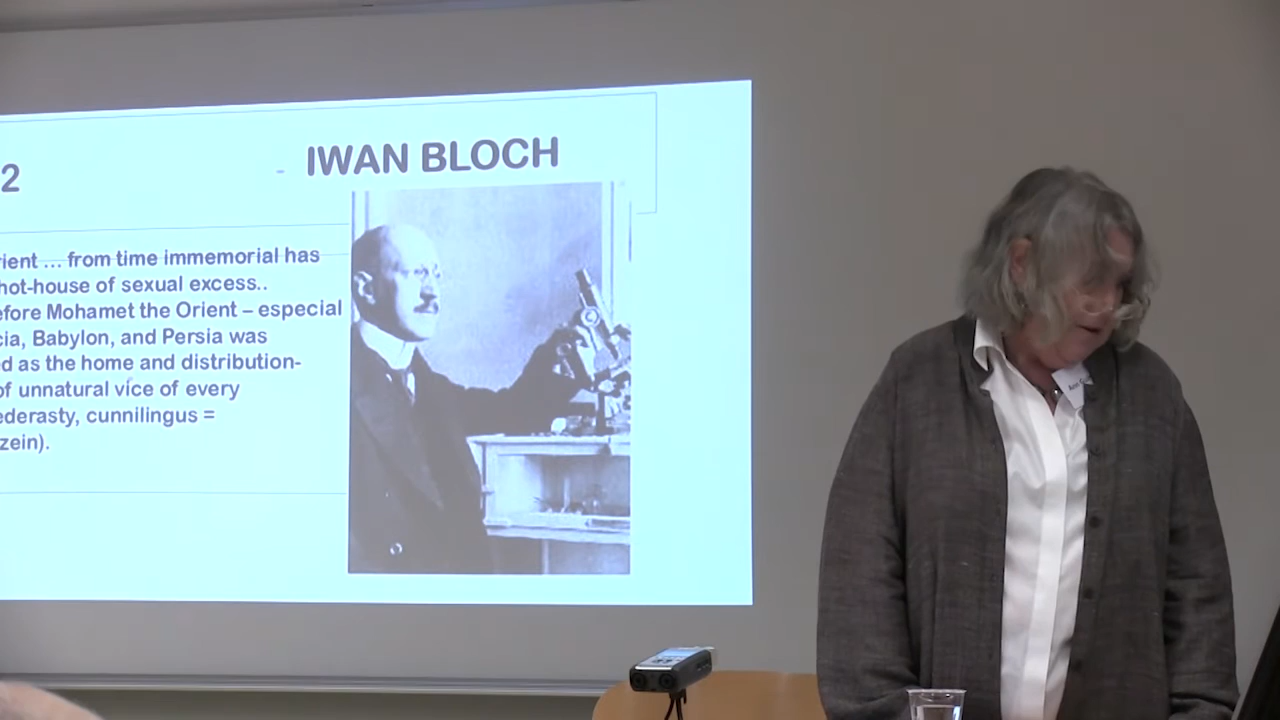 2
- IWAN BLOCH
rient ... from time immemorial has
hot-house of sexual excess..
efore Mohamet the Orient – especial
cia, Babylon, and Persia was
ed as the home and distribution-
of unnatural vice of every
ederasty, cunnilingus =
zein).